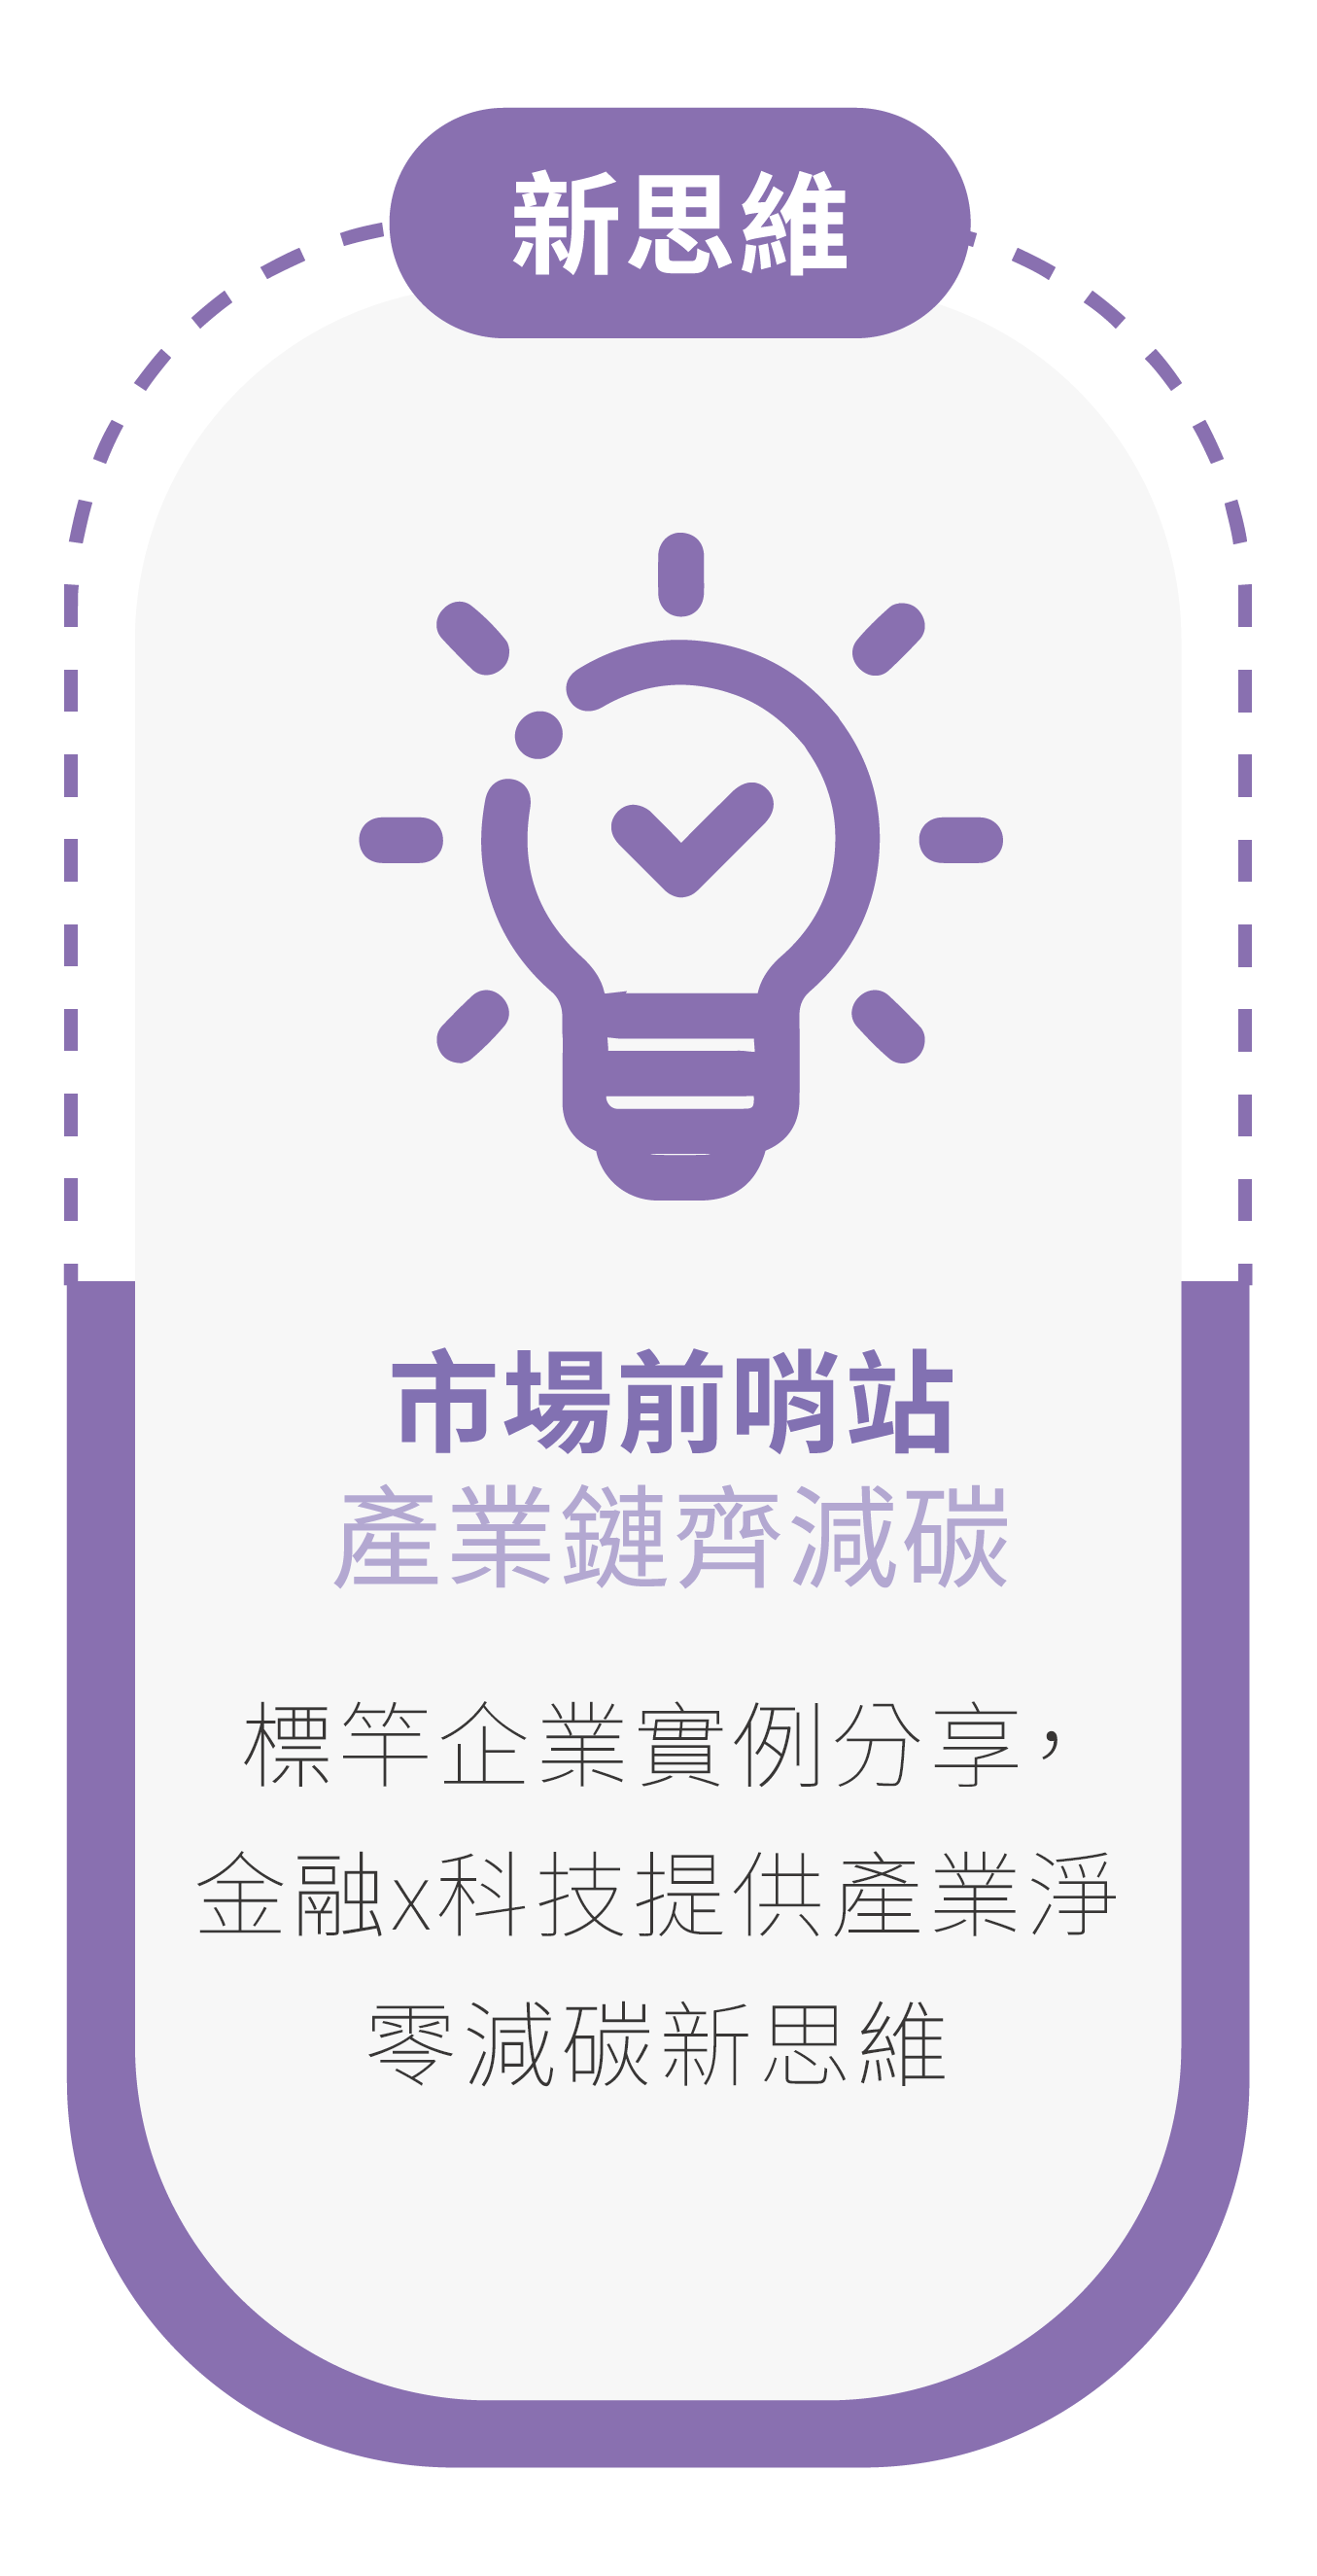 新思維
市場前哨站
產業鏈齊減碳
標竿企業實例分享，
金融x科技提供產業淨
零減碳新思維